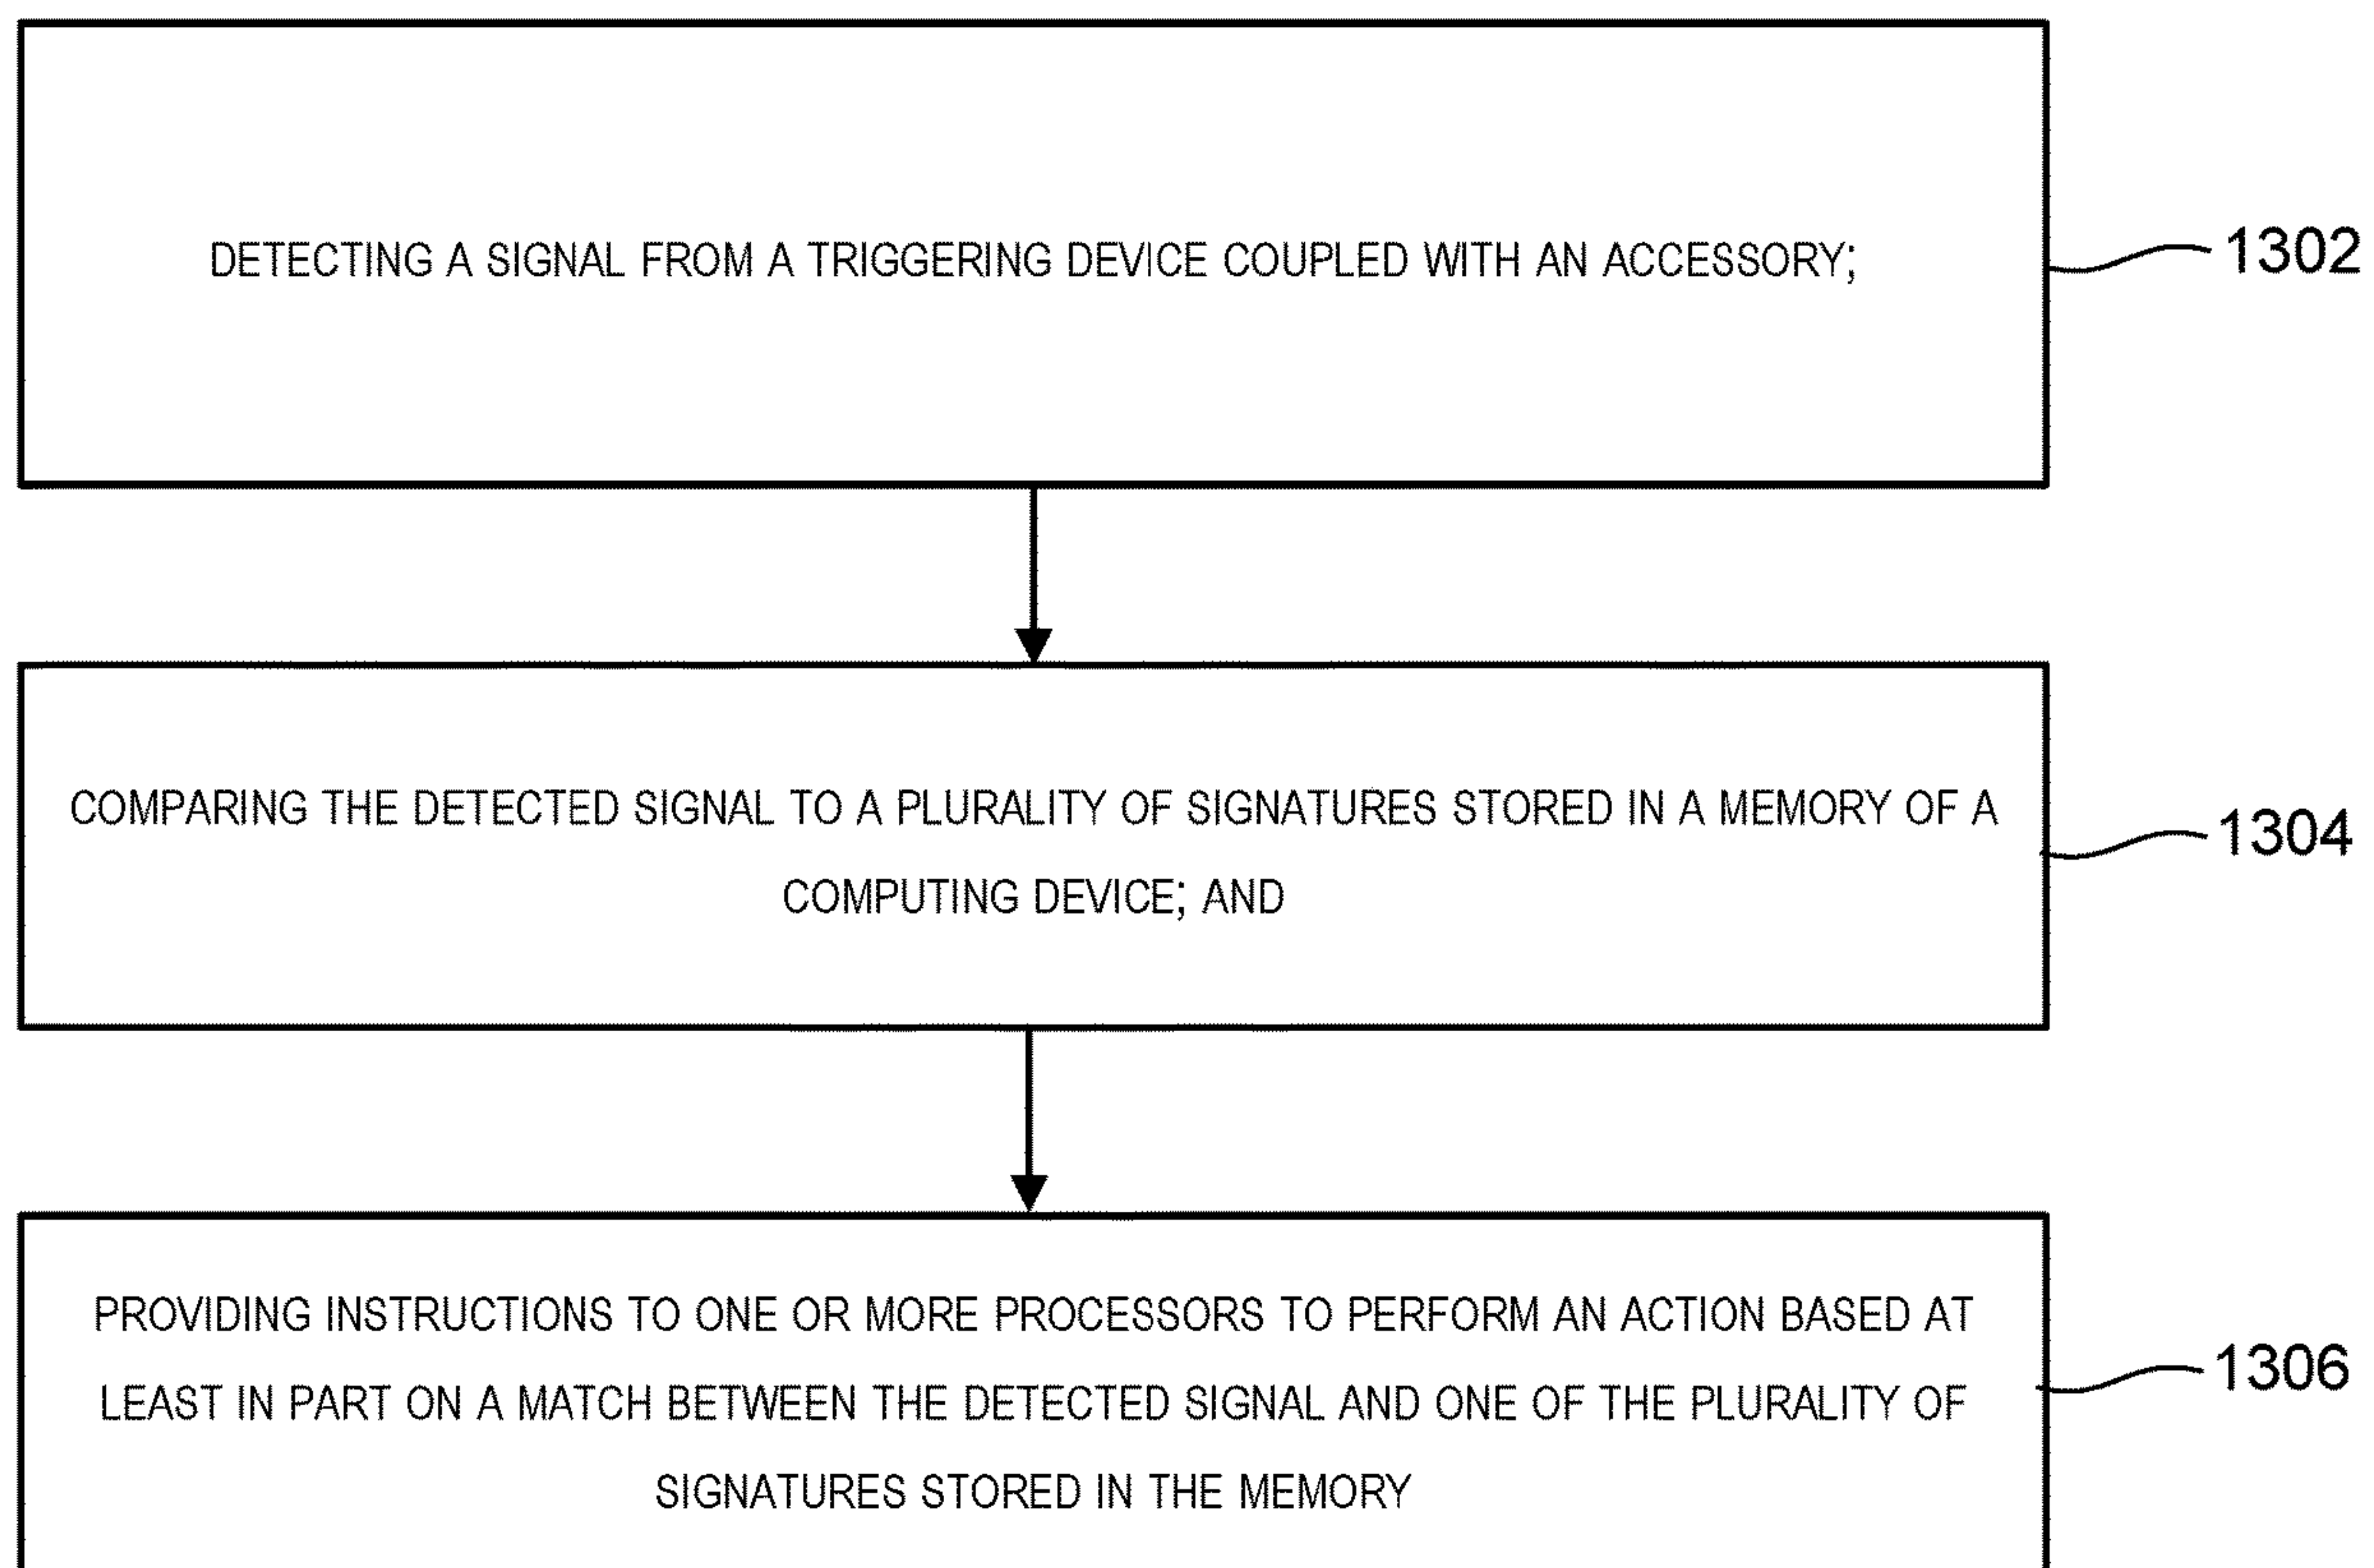 DETECTING A SIGNAL FROM A TRIGGERING DEVICE COUPLED WITH AN ACCESSORY;
1302
COMPARING THE DETECTED SIGNAL TO A PLURALITY OF SIGNATURES STORED IN A MEMORY OF A
COMPUTING DEVICE; AND
1304
PROVIDING INSTRUCTIONS TO ONE OR MORE PROCESSORS TO PERFORM AN ACTION BASED AT
LEAST IN PART ON A MATCH BETWEEN THE DETECTED SIGNAL AND ONE OF THE PLURALITY OF
SIGNATURES STORED IN THE MEMORY
1306